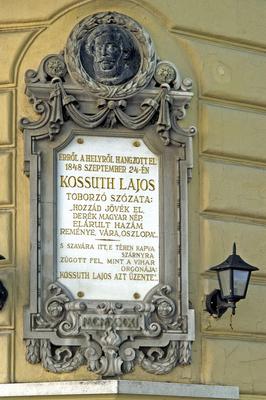 ERRŐL A HELYRŐL HANGZOTT EL
1848 SZEPTEMBER 24-ÉN
KOSSUTH LAJOS
TOBORZÓ SZÓZATA:
„HOZZÁD JÖVÉK EL,
DERÉK MAGYAR NÉP,
ELÁRULT HAZÁM
REMÉNYE, VÁRA, OSZLOPA"...
S SZAVÁRA ITT, E TÉREN KAPVA
SZÁRNYRA
ZÚGOTT FEL, MINT A VIHAR
ORGONÁJA:
„KOSSUTH LAJOS AZT ÜZENTE"